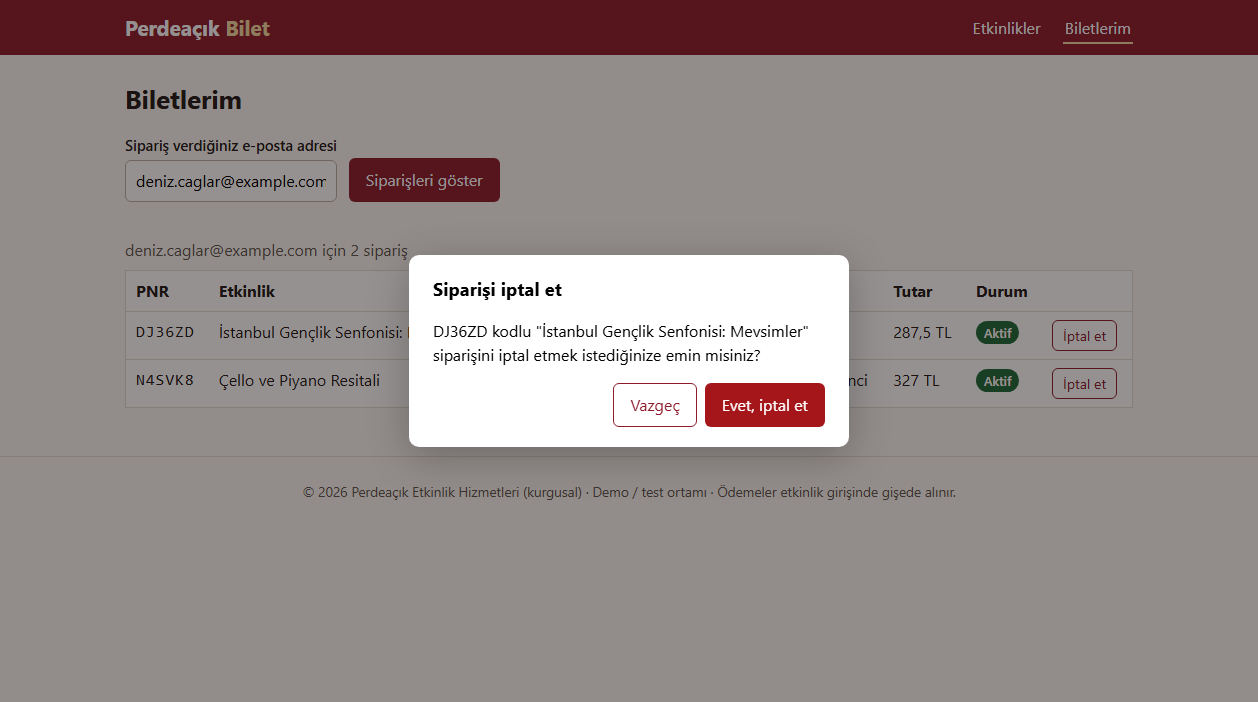 Perdeaçık Bilet
Etkinlikler
Biletlerim
Biletlerim
Sipariş verdiğiniz e-posta adresi
deniz.caglar@example.com
Siparişleri göster
deniz.caglar@example.com için 2 sipariş
PNR Etkinlik Tutar Durum
DJ36ZD İstanbul Gençlik Senfonisi: 287,5 TL Aktif İptal et
N4SVK8 Çello ve Piyano Resitali nci 327 TL Aktif İptal et
Siparişi iptal et
DJ36ZD kodlu "İstanbul Gençlik Senfonisi: Mevsimler"
siparişini iptal etmek istediğinize emin misiniz?
Vazgeç
Evet, iptal et
© 2026 Perdeaçık Etkinlik Hizmetleri (kurgusal) · Demo / test ortamı · Ödemeler etkinlik girişinde gişede alınır.